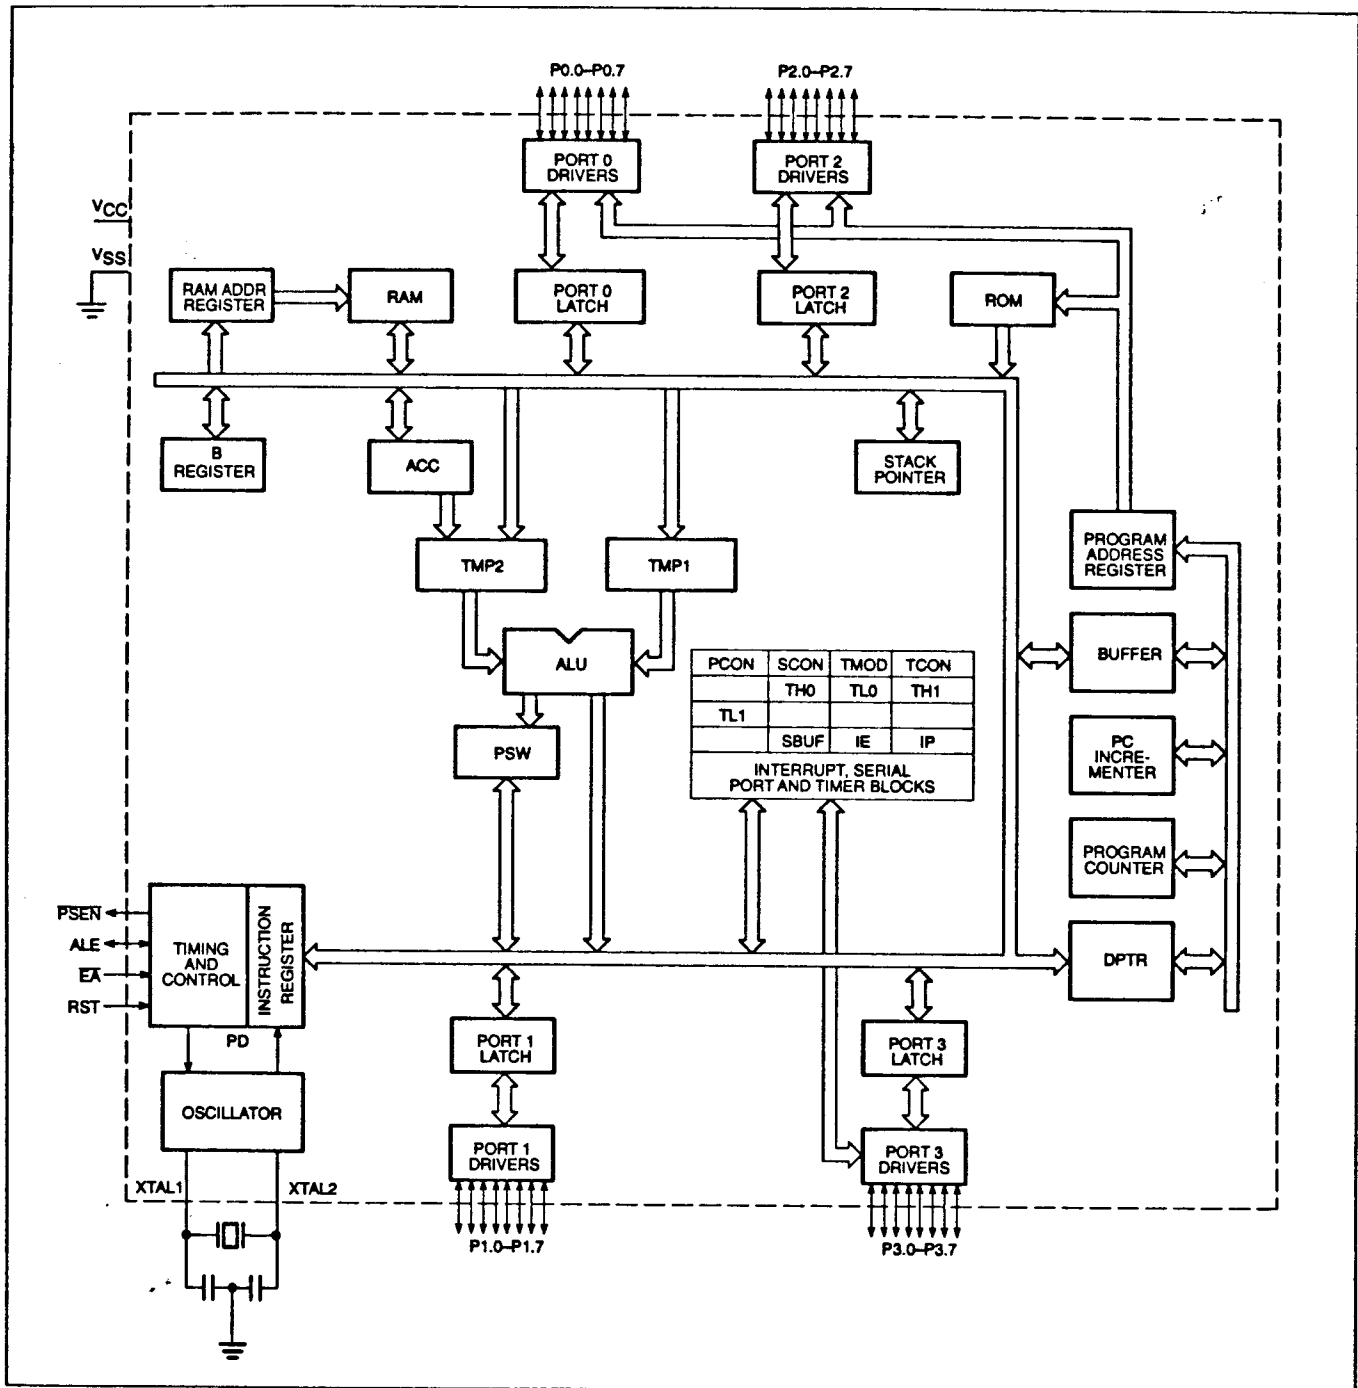 P0.0–P0.7
P2.0–P2.7
PORT 0
DRIVERS
PORT 2
DRIVERS
VCC
VSS
RAM ADDR
REGISTER
RAM
PORT 0
LATCH
PORT 2
LATCH
ROM
B
REGISTER
ACC
STACK
POINTER
TMP2
TMP1
PROGRAM
ADDRESS
REGISTER
ALU
BUFFER
PCON SCON TMOD TCON
TH0 TL0 TH1
TL1
SBUF IE IP
INTERRUPT, SERIAL
PORT AND TIMER BLOCKS
PSW
PC
INCRE-
MENTER
PROGRAM
COUNTER
PSEN
ALE
EA
RST
TIMING
AND
CONTROL
INSTRUCTION
REGISTER
DPTR
PD
PORT 1
LATCH
PORT 3
LATCH
OSCILLATOR
PORT 1
DRIVERS
PORT 3
DRIVERS
XTAL1
XTAL2
P1.0–P1.7
P3.0–P3.7